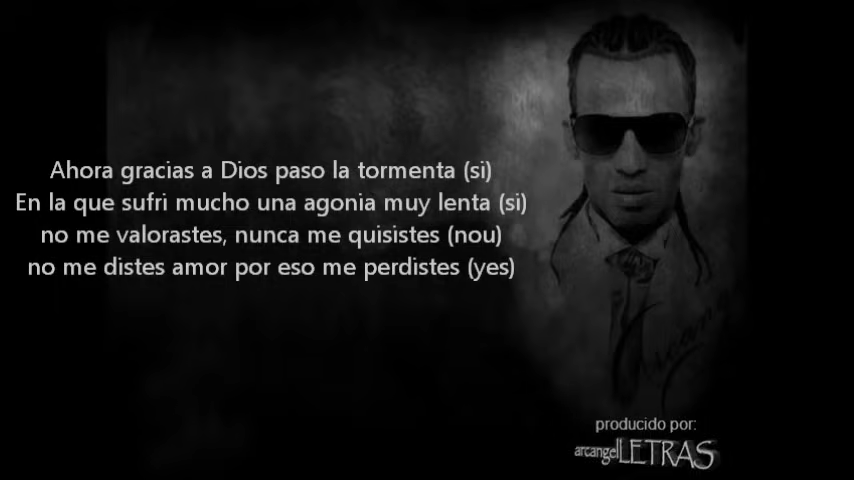 Ahora gracias a Dios paso la tormenta (si)
En la que sufri mucho una agonia muy lenta (si)
no me valorastes, nunca me quisistes (nou)
no me distes amor por eso me perdistes (yes)
Arcangel
producido por:
arcangelLETRAS